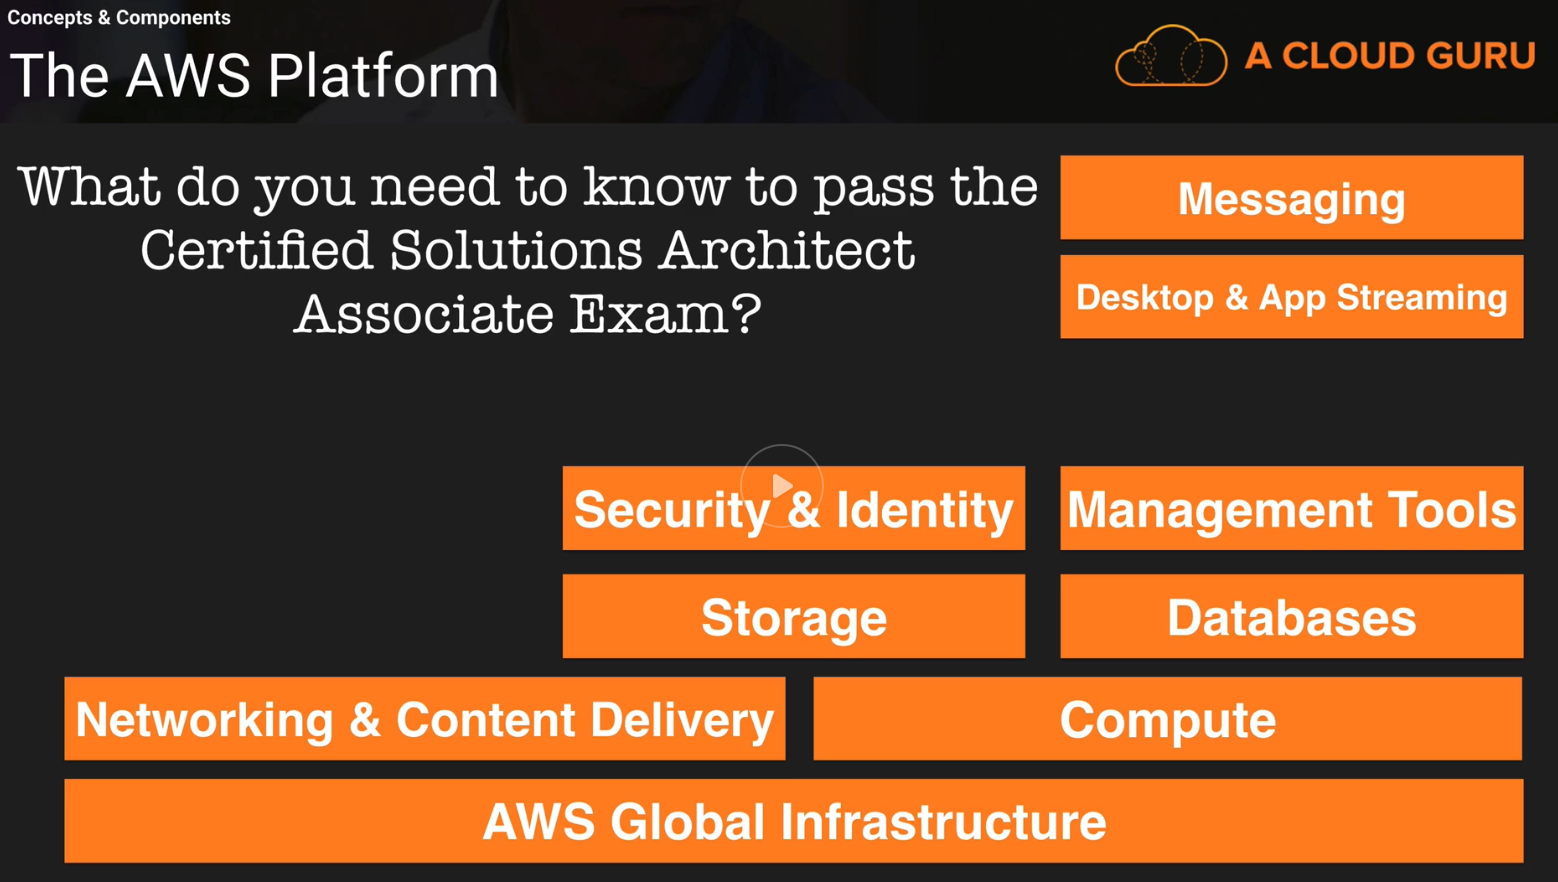 Concepts & Components
The AWS Platform
A CLOUD GURU
What do you need to know to pass the
Certified Solutions Architect
Associate Exam?
Messaging
Desktop & App Streaming
Security & Identity
Management Tools
Storage
Databases
Networking & Content Delivery
Compute
AWS Global Infrastructure